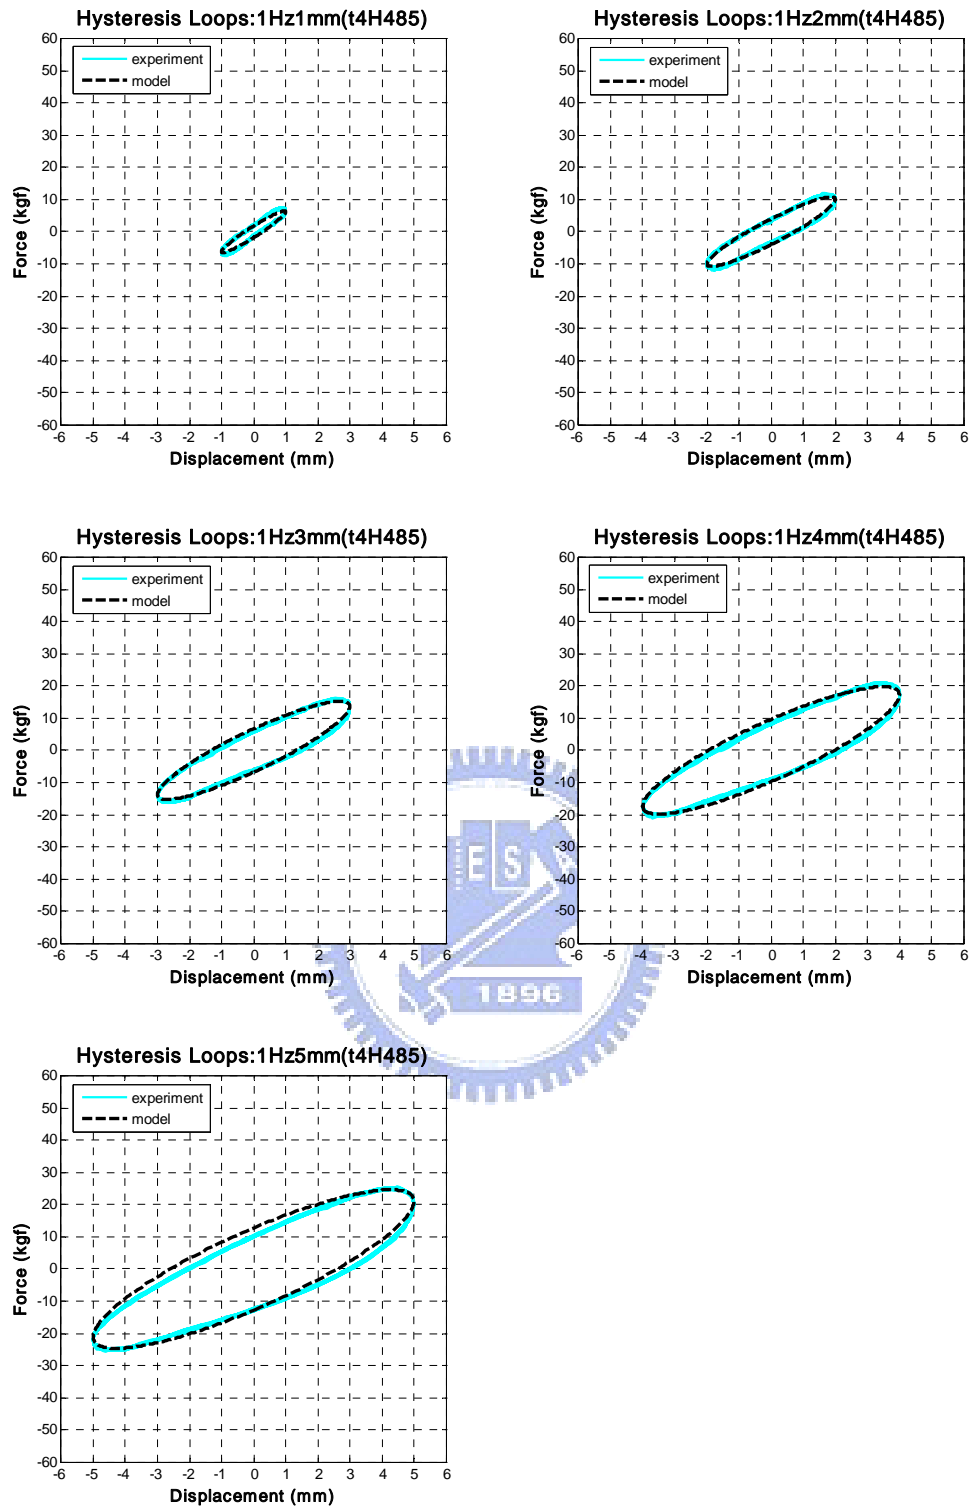 Hysteresis Loops:1Hz1mm(t4H485)
60
50
40
30
20
10
0
-10
-20
-30
-40
-50
-60
experiment
model
Force (kgf)
-6 -5 -4 -3 -2 -1 0 1 2 3 4 5 6
Displacement (mm)
Hysteresis Loops:1Hz2mm(t4H485)
60
50
40
30
20
10
0
-10
-20
-30
-40
-50
-60
experiment
model
Force (kgf)
-6 -5 -4 -3 -2 -1 0 1 2 3 4 5 6
Displacement (mm)
Hysteresis Loops:1Hz3mm(t4H485)
60
50
40
30
20
10
0
-10
-20
-30
-40
-50
-60
experiment
model
Force (kgf)
-6 -5 -4 -3 -2 -1 0 1 2 3 4 5 6
Displacement (mm)
Hysteresis Loops:1Hz4mm(t4H485)
60
50
40
30
20
10
0
-10
-20
-30
-40
-50
-60
experiment
model
Force (kgf)
-6 -5 -4 -3 -2 -1 0 1 2 3 4 5 6
Displacement (mm)
ES
1896
Hysteresis Loops:1Hz5mm(t4H485)
60
50
40
30
20
10
0
-10
-20
-30
-40
-50
-60
experiment
model
Force (kgf)
-6 -5 -4 -3 -2 -1 0 1 2 3 4 5 6
Displacement (mm)